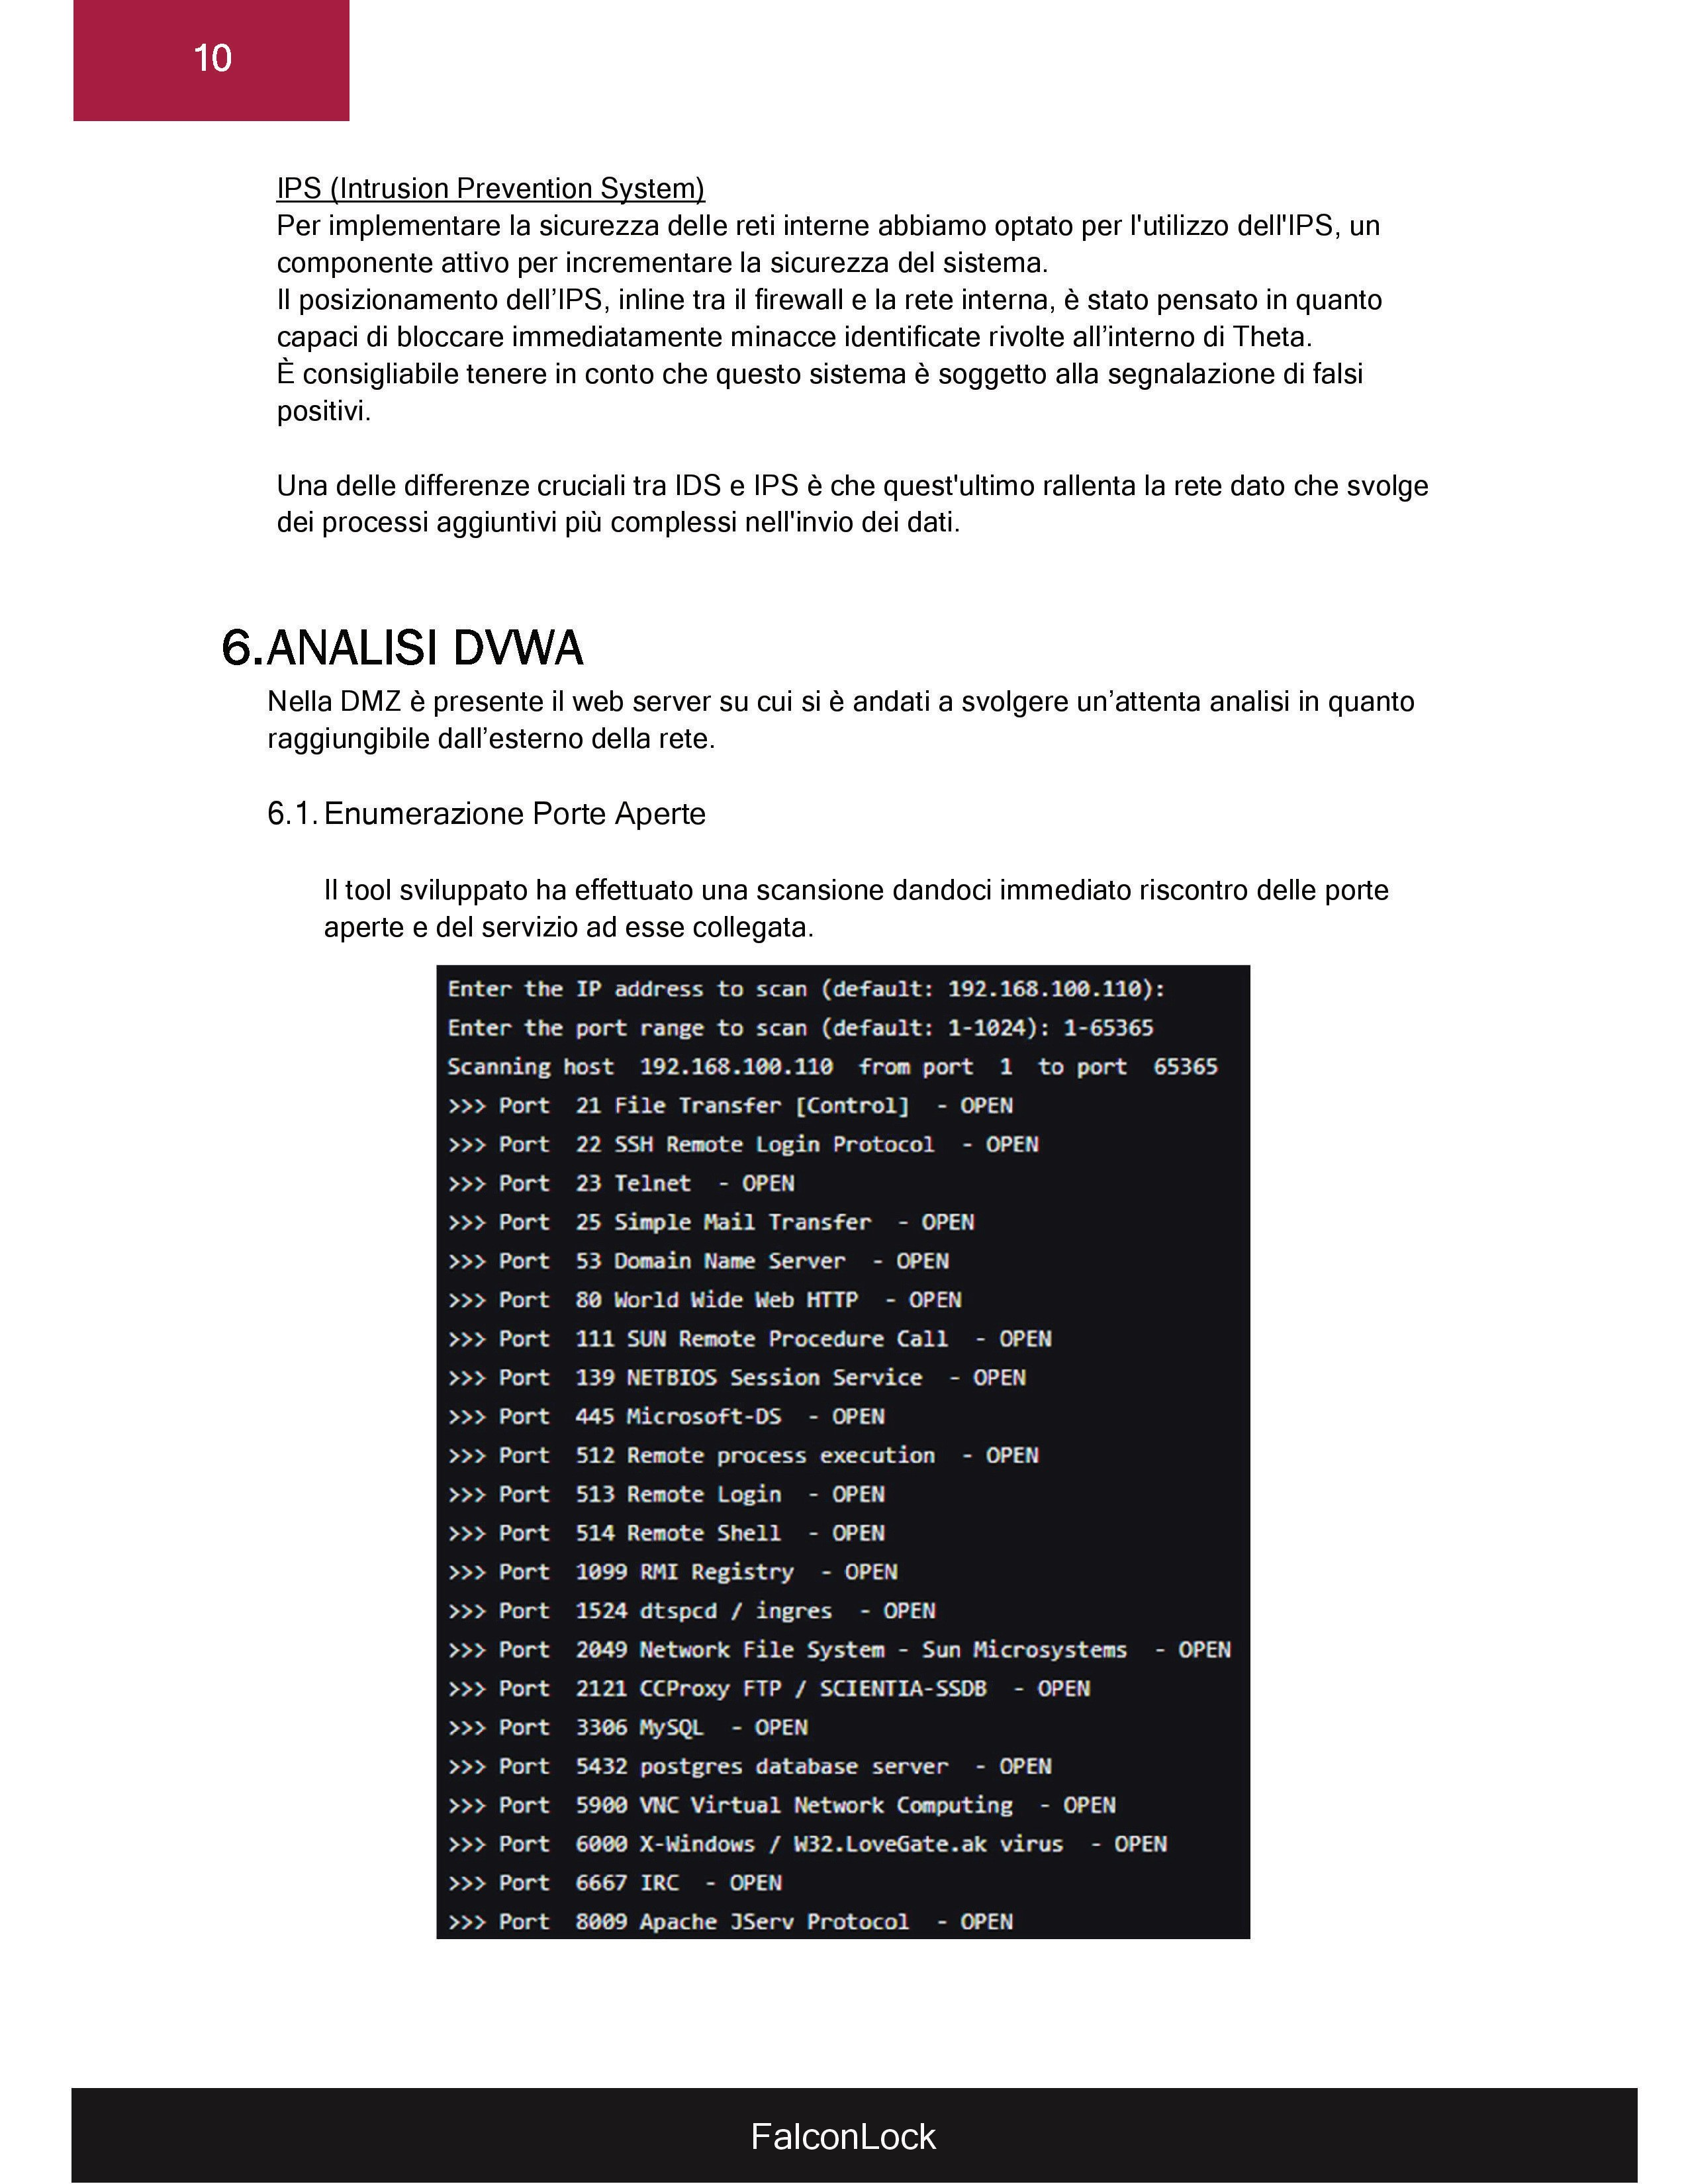 10
IPS (Intrusion Prevention System)
Per implementare la sicurezza delle reti interne abbiamo optato per l'utilizzo dell'IPS, un
componente attivo per incrementare la sicurezza del sistema.
Il posizionamento dell’IPS, inline tra il firewall e la rete interna, è stato pensato in quanto
capaci di bloccare immediatamente minacce identificate rivolte all’interno di Theta.
È consigliabile tenere in conto che questo sistema è soggetto alla segnalazione di falsi
positivi.
Una delle differenze cruciali tra IDS e IPS è che quest'ultimo rallenta la rete dato che svolge
dei processi aggiuntivi più complessi nell'invio dei dati.
6.ANALISI DVWA
Nella DMZ è presente il web server su cui si è andati a svolgere un’attenta analisi in quanto
raggiungibile dall’esterno della rete.
6.1. Enumerazione Porte Aperte
Il tool sviluppato ha effettuato una scansione dandoci immediato riscontro delle porte
aperte e del servizio ad esse collegata.
Enter the IP address to scan (default: 192.168.100.110):
Enter the port range to scan (default: 1-1024): 1-65365
Scanning host  192.168.100.110  from port  1  to port  65365
>>> Port  21 File Transfer [Control]  - OPEN
>>> Port  22 SSH Remote Login Protocol  - OPEN
>>> Port  23 Telnet  - OPEN
>>> Port  25 Simple Mail Transfer  - OPEN
>>> Port  53 Domain Name Server  - OPEN
>>> Port  80 World Wide Web HTTP  - OPEN
>>> Port  111 SUN Remote Procedure Call  - OPEN
>>> Port  139 NETBIOS Session Service  - OPEN
>>> Port  445 Microsoft-DS  - OPEN
>>> Port  512 Remote process execution  - OPEN
>>> Port  513 Remote Login  - OPEN
>>> Port  514 Remote Shell  - OPEN
>>> Port  1099 RMI Registry  - OPEN
>>> Port  1524 dtspcd / ingres  - OPEN
>>> Port  2049 Network File System - Sun Microsystems  - OPEN
>>> Port  2121 CCProxy FTP / SCIENTIA-SSDB  - OPEN
>>> Port  3306 MySQL  - OPEN
>>> Port  5432 postgres database server  - OPEN
>>> Port  5900 VNC Virtual Network Computing  - OPEN
>>> Port  6000 X-Windows / W32.LoveGate.ak virus  - OPEN
>>> Port  6667 IRC  - OPEN
>>> Port  8009 Apache JServ Protocol  - OPEN
FalconLock